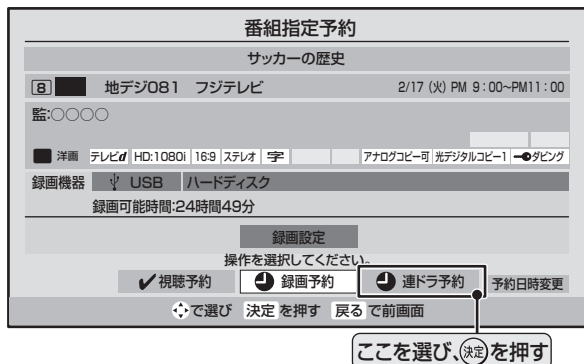 番組指定予約
サッカーの歴史
8 地デジ081 フジテレビ 2/17 (火) PM 9:00~PM11:00
監:○○○○
洋画 テレビd HD:1080i 16:9 ステレオ 字 アナログコピー可 光デジタルコピー1 ダビング
録画機器 USB ハードディスク
録画可能時間:24時間49分
録画設定
操作を選択してください。
✔視聴予約 録画予約 連ドラ予約 予約日時変更
で選び 決定 を押す 戻る で前画面
ここを選び、決定を押す